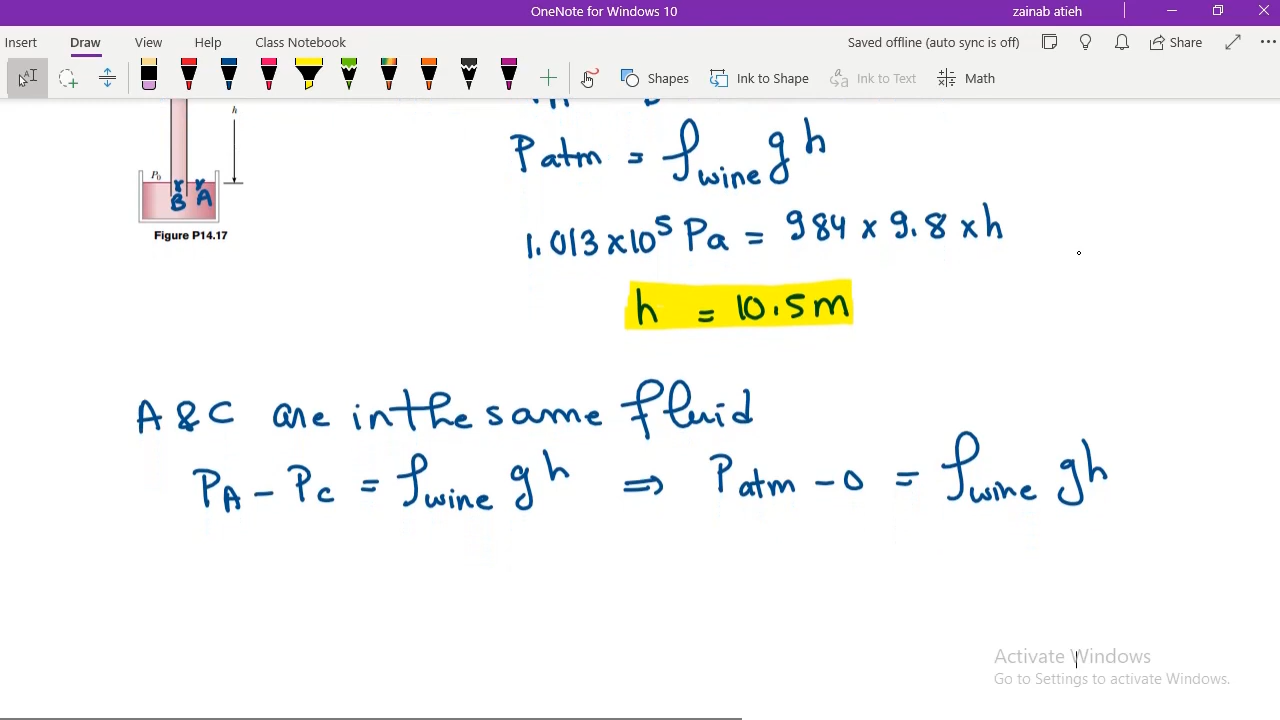 OneNote for Windows 10
zainab atieh
Insert Draw View Help Class Notebook
Saved offline (auto sync is off) Share
Shapes Ink to Shape Ink to Text Math
h
P₀
B A
Figure P14.17
Patm = ρwine g h
1.013×10⁵ Pa = 984 × 9.8 × h
h = 10.5m
A & C are in the same fluid
PA - PC = ρwine gh ⇒ Patm - 0 = ρwine gh
Activate Windows
Go to Settings to activate Windows.